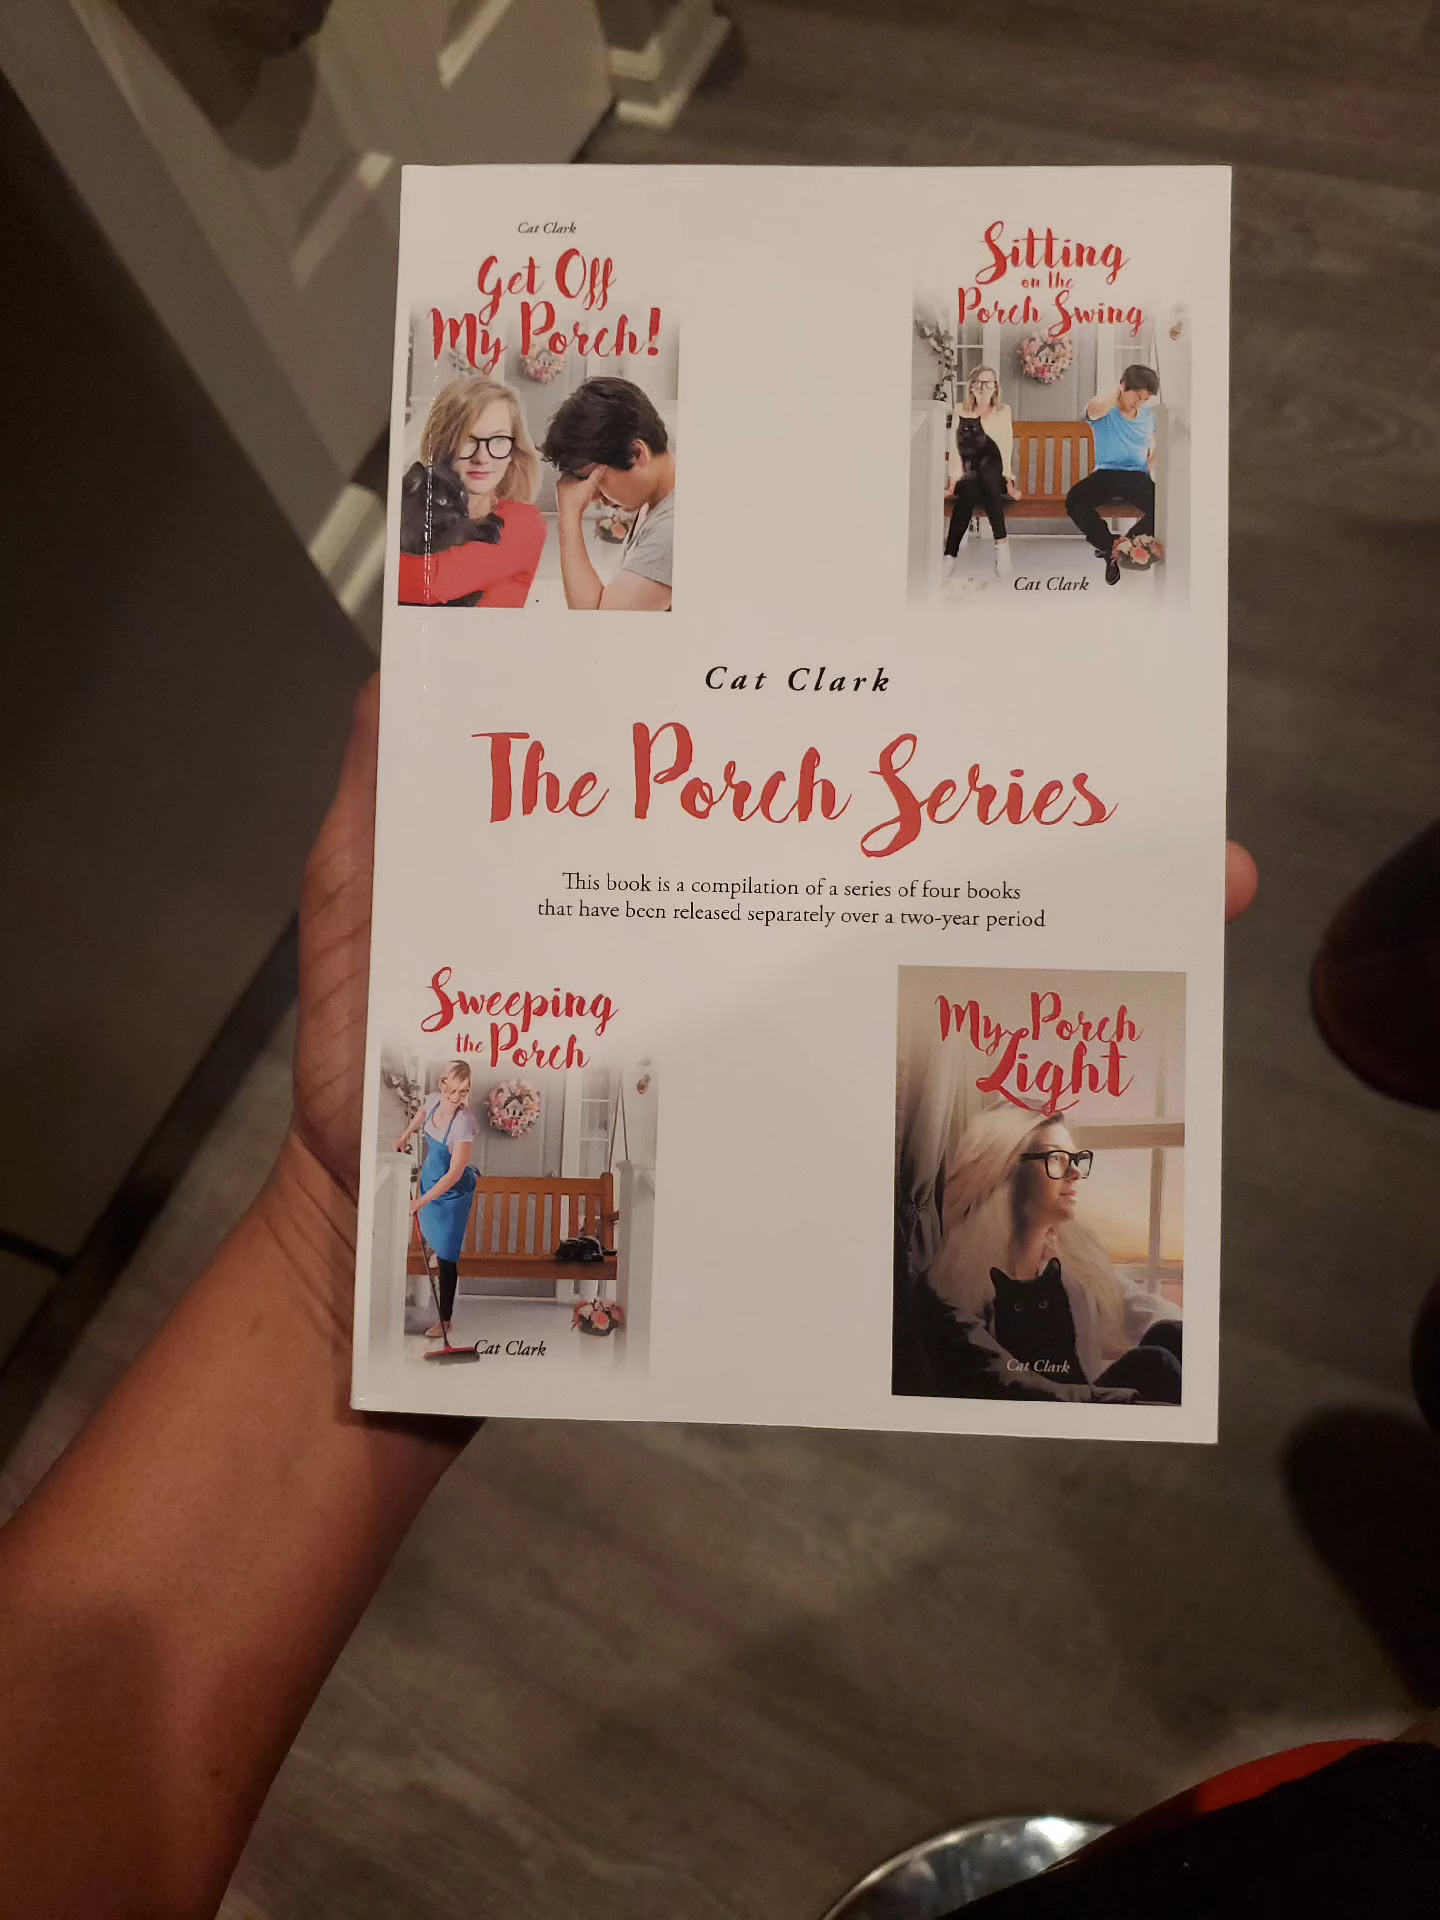 Cat Clark
Get Off
My Porch!
Sitting
on the
Porch Swing
Cat Clark
Cat Clark
The Porch Series
This book is a compilation of a series of four books
that have been released separately over a two-year period
Sweeping
the Porch
Cat Clark
My Porch
Light
Cat Clark